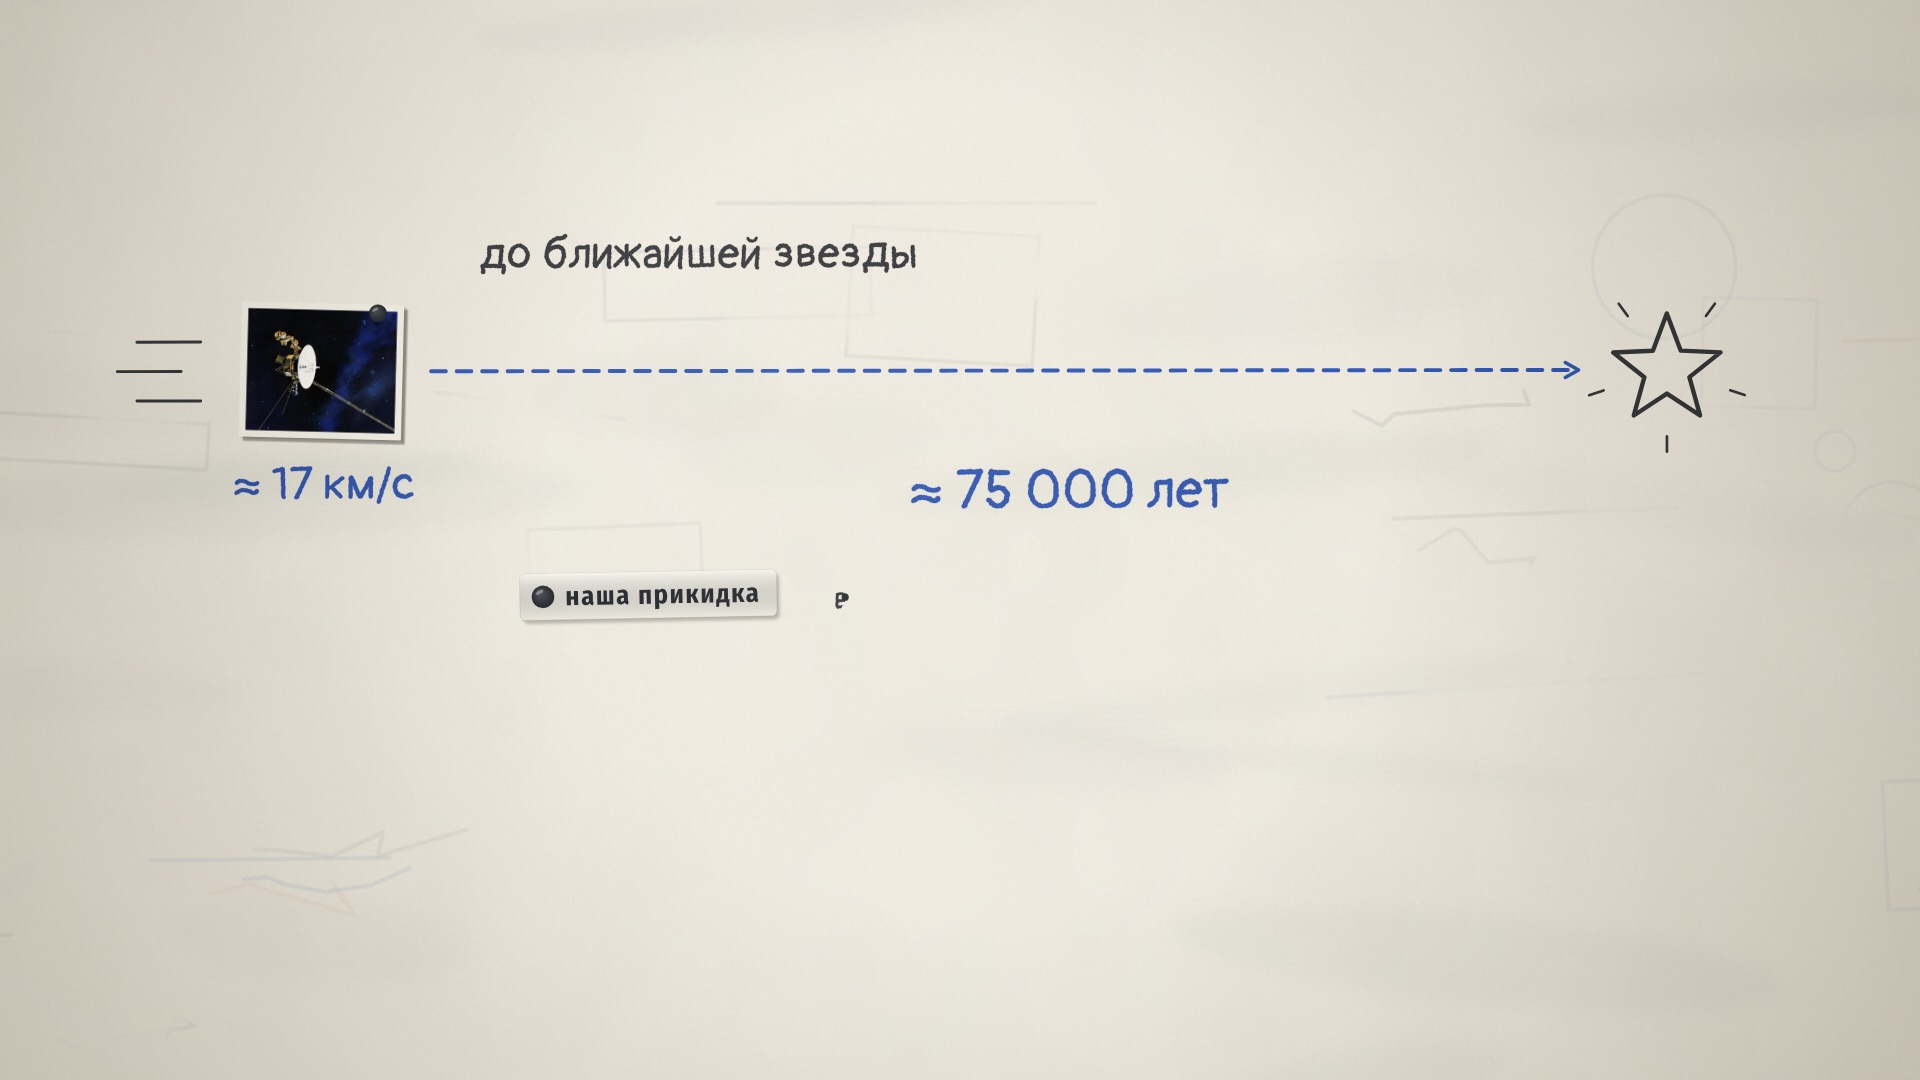 до ближайшей звезды
≈ 17 км/с
≈ 75 000 лет
наша прикидка